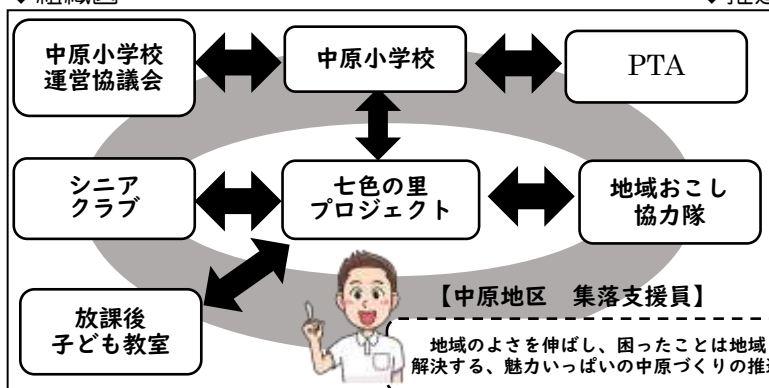 中原小学校
運営協議会
中原小学校
PTA
シニア
クラブ
七色の里
プロジェクト
地域おこし
協力隊
放課後
子ども教室
【中原地区　集落支援員】
地域のよさを伸ばし、困ったことは地域
解決する、魅力いっぱいの中原づくりの推